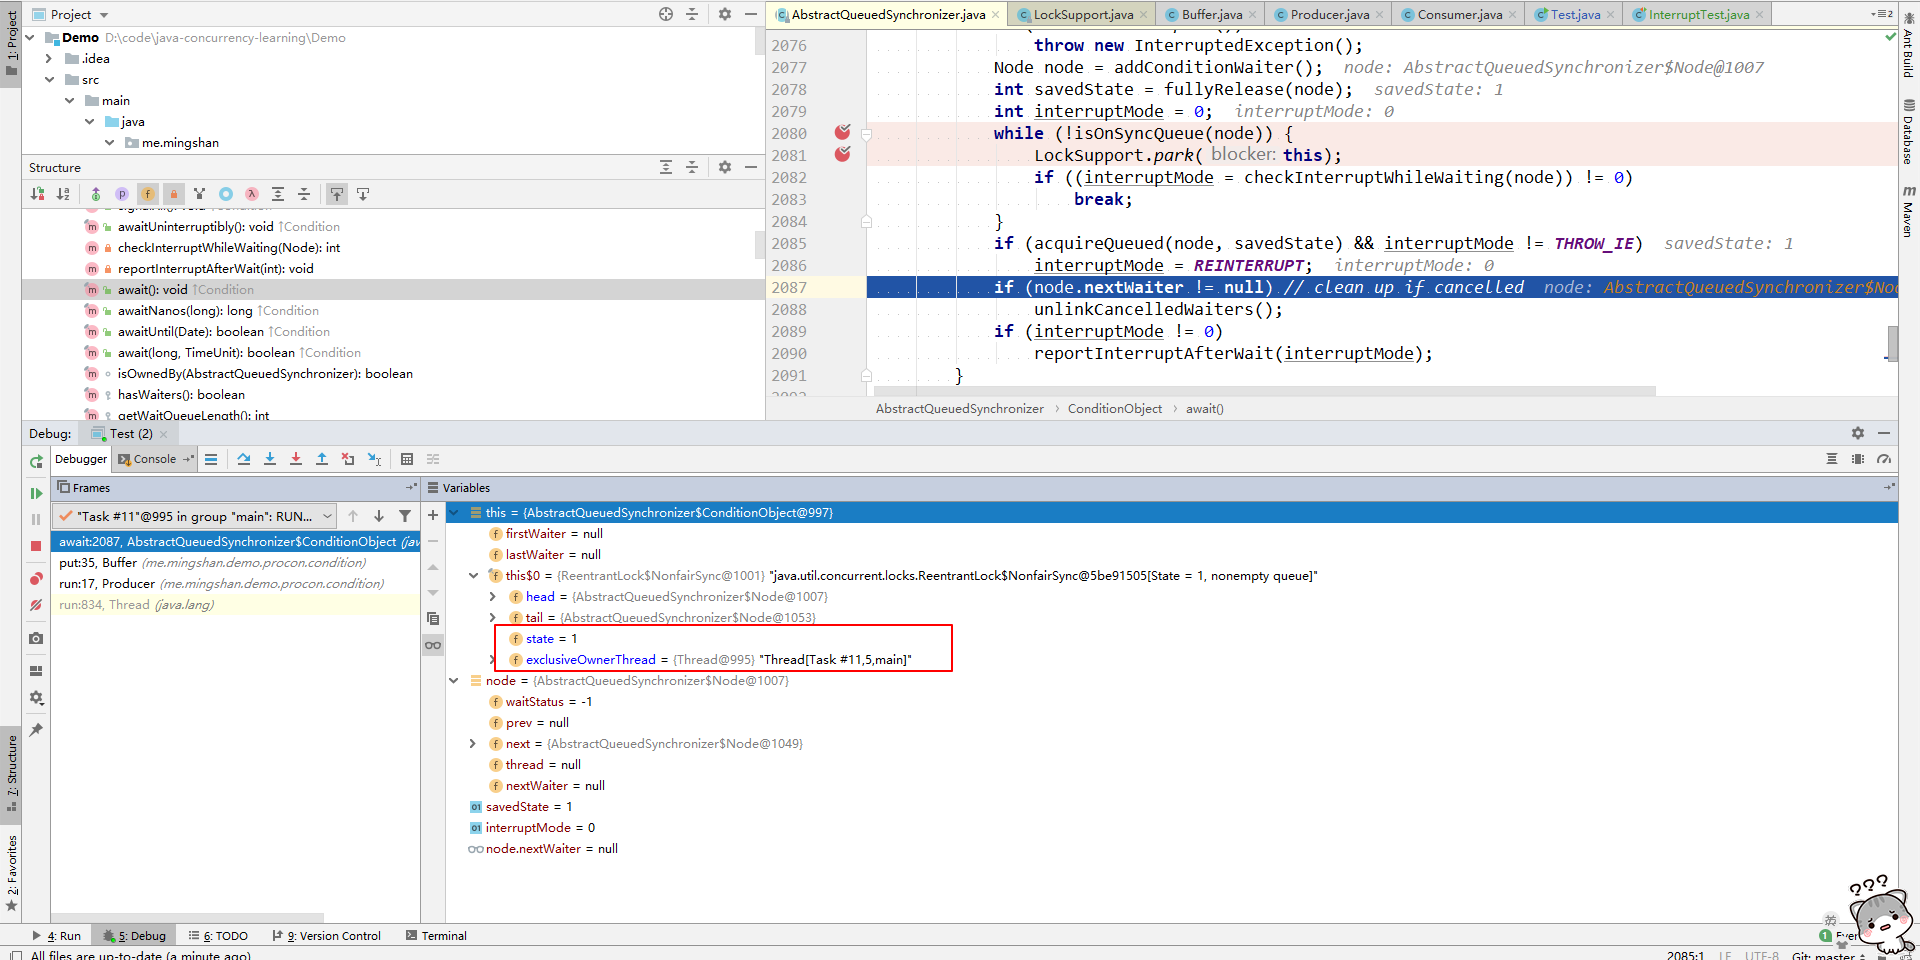 Project
AbstractQueuedSynchronizer.java
LockSupport.java
Buffer.java
Producer.java
Consumer.java
Test.java
InterruptTest.java
2
1: Project
Demo D:\code\java-concurrency-learning\Demo
.idea
src
main
java
me.mingshan
Structure
awaitUninterruptibly(): void ↑Condition
checkInterruptWhileWaiting(Node): int
reportInterruptAfterWait(int): void
await(): void ↑Condition
awaitNanos(long): long ↑Condition
awaitUntil(Date): boolean ↑Condition
await(long, TimeUnit): boolean ↑Condition
isOwnedBy(AbstractQueuedSynchronizer): boolean
hasWaiters(): boolean
getWaitQueueLength(): int
2076 throw new InterruptedException();
2077 Node node = addConditionWaiter(); node: AbstractQueuedSynchronizer$Node@1007
2078 int savedState = fullyRelease(node); savedState: 1
2079 int interruptMode = 0; interruptMode: 0
2080 while (!isOnSyncQueue(node)) {
2081 LockSupport.park( blocker: this);
2082 if ((interruptMode = checkInterruptWhileWaiting(node)) != 0)
2083 break;
2084 }
2085 if (acquireQueued(node, savedState) && interruptMode != THROW_IE) savedState: 1
2086 interruptMode = REINTERRUPT; interruptMode: 0
2087 if (node.nextWaiter != null) // clean up if cancelled node: AbstractQueuedSynchronizer$No
2088 unlinkCancelledWaiters();
2089 if (interruptMode != 0)
2090 reportInterruptAfterWait(interruptMode);
2091 }
AbstractQueuedSynchronizer › ConditionObject › await()
Ant Build
Database
Maven
Debug: Test (2)
Debugger Console
Frames
Variables
"Task #11"@995 in group "main": RUN...
await:2087, AbstractQueuedSynchronizer$ConditionObject (jav
put:35, Buffer (me.mingshan.demo.procon.condition)
run:17, Producer (me.mingshan.demo.procon.condition)
run:834, Thread (java.lang)
this = {AbstractQueuedSynchronizer$ConditionObject@997}
firstWaiter = null
lastWaiter = null
this$0 = {ReentrantLock$NonfairSync@1001} "java.util.concurrent.locks.ReentrantLock$NonfairSync@5be91505[State = 1, nonempty queue]"
head = {AbstractQueuedSynchronizer$Node@1007}
tail = {AbstractQueuedSynchronizer$Node@1053}
state = 1
exclusiveOwnerThread = {Thread@995} "Thread[Task #11,5,main]"
node = {AbstractQueuedSynchronizer$Node@1007}
waitStatus = -1
prev = null
next = {AbstractQueuedSynchronizer$Node@1049}
thread = null
nextWaiter = null
savedState = 1
interruptMode = 0
node.nextWaiter = null
7: Structure
2: Favorites
???
英
4: Run
5: Debug
6: TODO
9: Version Control
Terminal
1
All files are up-to-date (a minute ago)
2085:1 LF UTF-8 Git: master